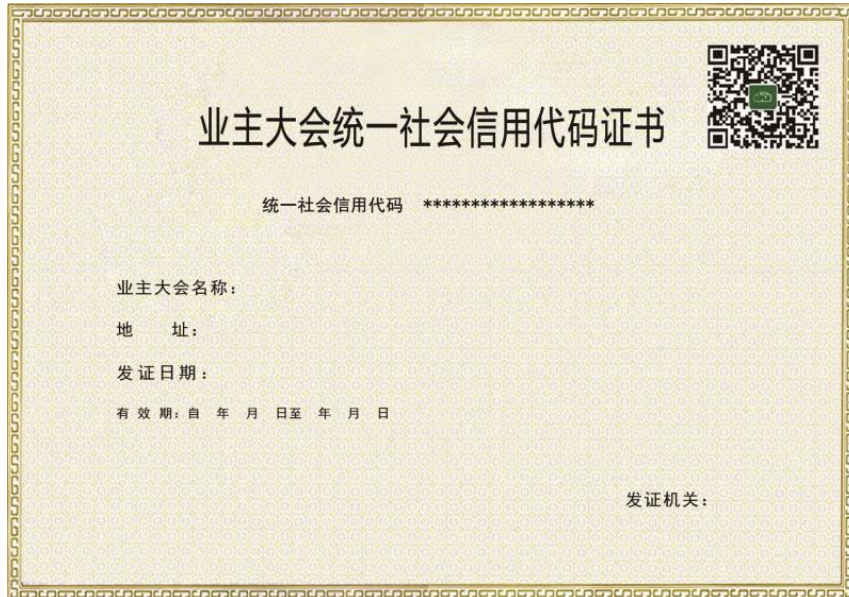 业主大会统一社会信用代码证书
统一社会信用代码 ******************
业主大会名称：
地 址：
发证日期：
有 效 期：自 年 月 日至 年 月 日
发证机关：